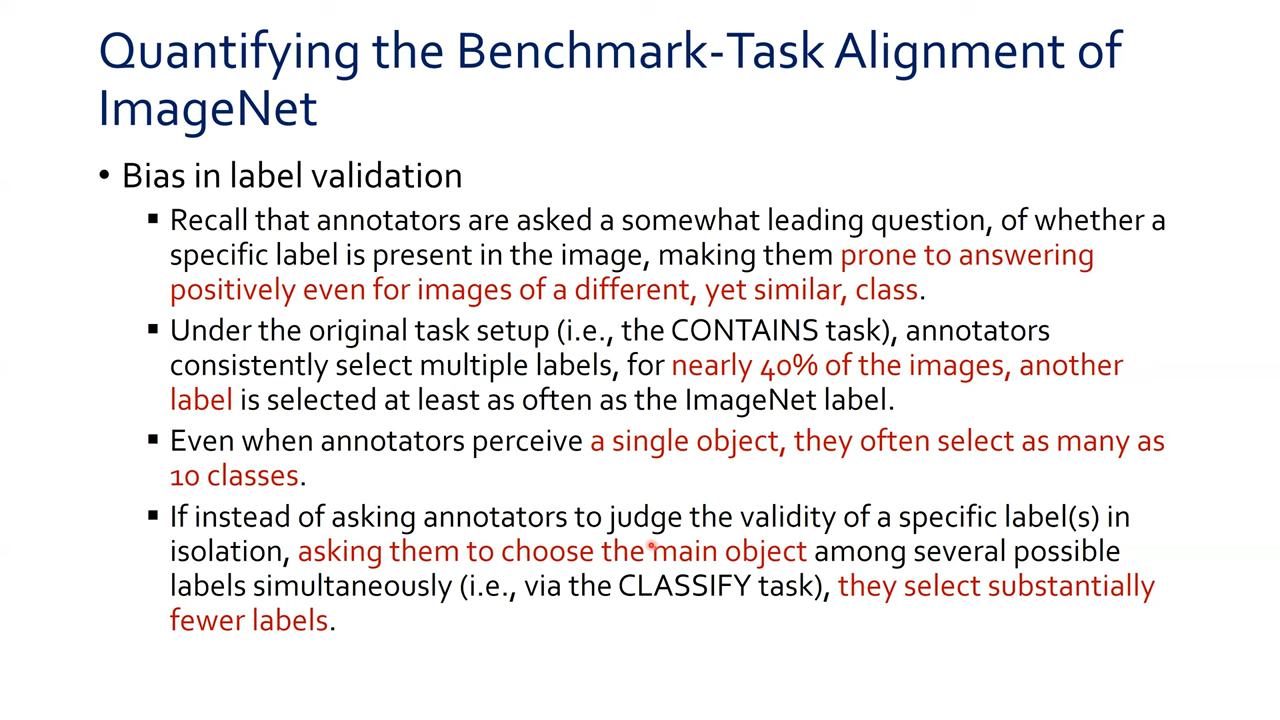 Quantifying the Benchmark-Task Alignment of
ImageNet
• Bias in label validation
▪ Recall that annotators are asked a somewhat leading question, of whether a
specific label is present in the image, making them prone to answering
positively even for images of a different, yet similar, class.
▪ Under the original task setup (i.e., the CONTAINS task), annotators
consistently select multiple labels, for nearly 40% of the images, another
label is selected at least as often as the ImageNet label.
▪ Even when annotators perceive a single object, they often select as many as
10 classes.
▪ If instead of asking annotators to judge the validity of a specific label(s) in
isolation, asking them to choose the main object among several possible
labels simultaneously (i.e., via the CLASSIFY task), they select substantially
fewer labels.